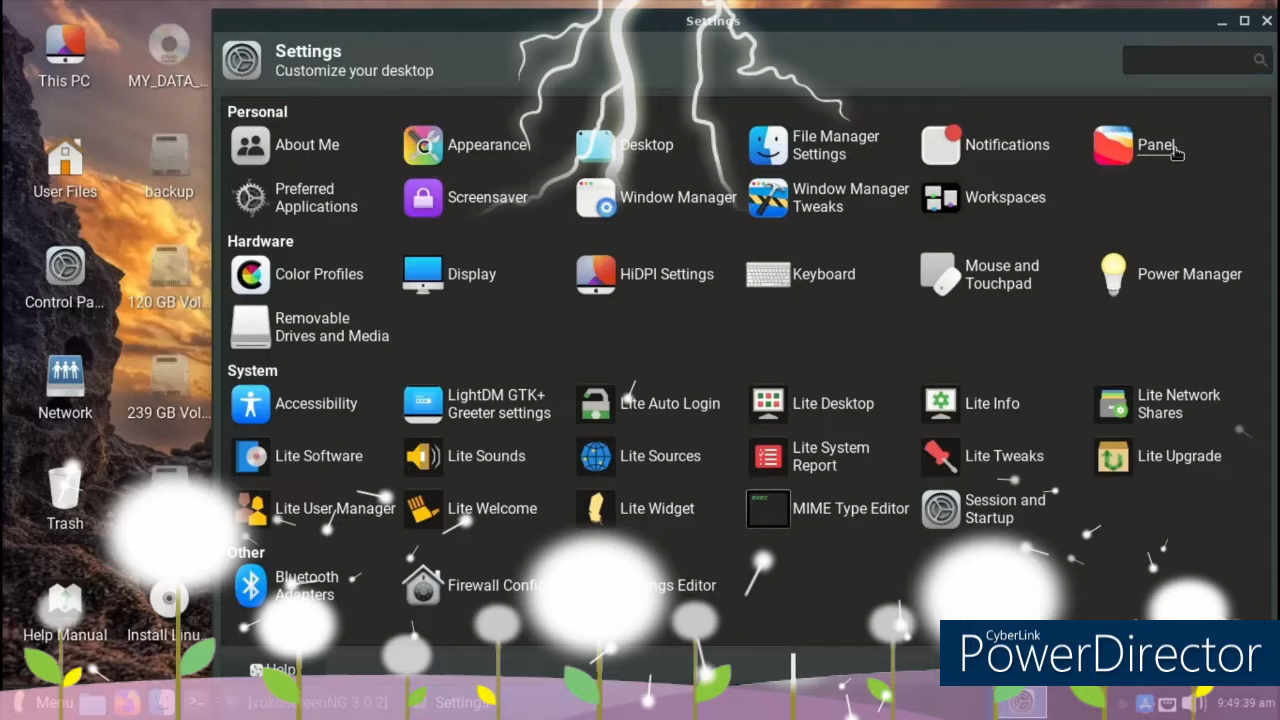 Settings
This PC
MY_DATA_...
Settings
Customize your desktop
Personal
About Me
Appearance
Desktop
File Manager
Settings
Notifications
Panel
User Files
backup
Preferred
Applications
Screensaver
Window Manager
Window Manager
Tweaks
Workspaces
Hardware
Control Pa...
120 GB Vol...
Color Profiles
Display
HiDPI Settings
Keyboard
Mouse and
Touchpad
Power Manager
Removable
Drives and Media
System
Network
239 GB Vol...
Accessibility
LightDM GTK+
Greeter settings
Lite Auto Login
Lite Desktop
Lite Info
Lite Network
Shares
Lite Software
Lite Sounds
Lite Sources
Lite System
Report
Lite Tweaks
Lite Upgrade
Trash
Lite User Manager
Lite Welcome
Lite Widget
exec
MIME Type Editor
Session and
Startup
Other
Bluetooth
Adapters
Firewall
Editor
Help Manual
Install Linu...
Help
CyberLink
PowerDirector
Menu
[vokoscreenNG 3.0.2]
Settings
9:49:39 am